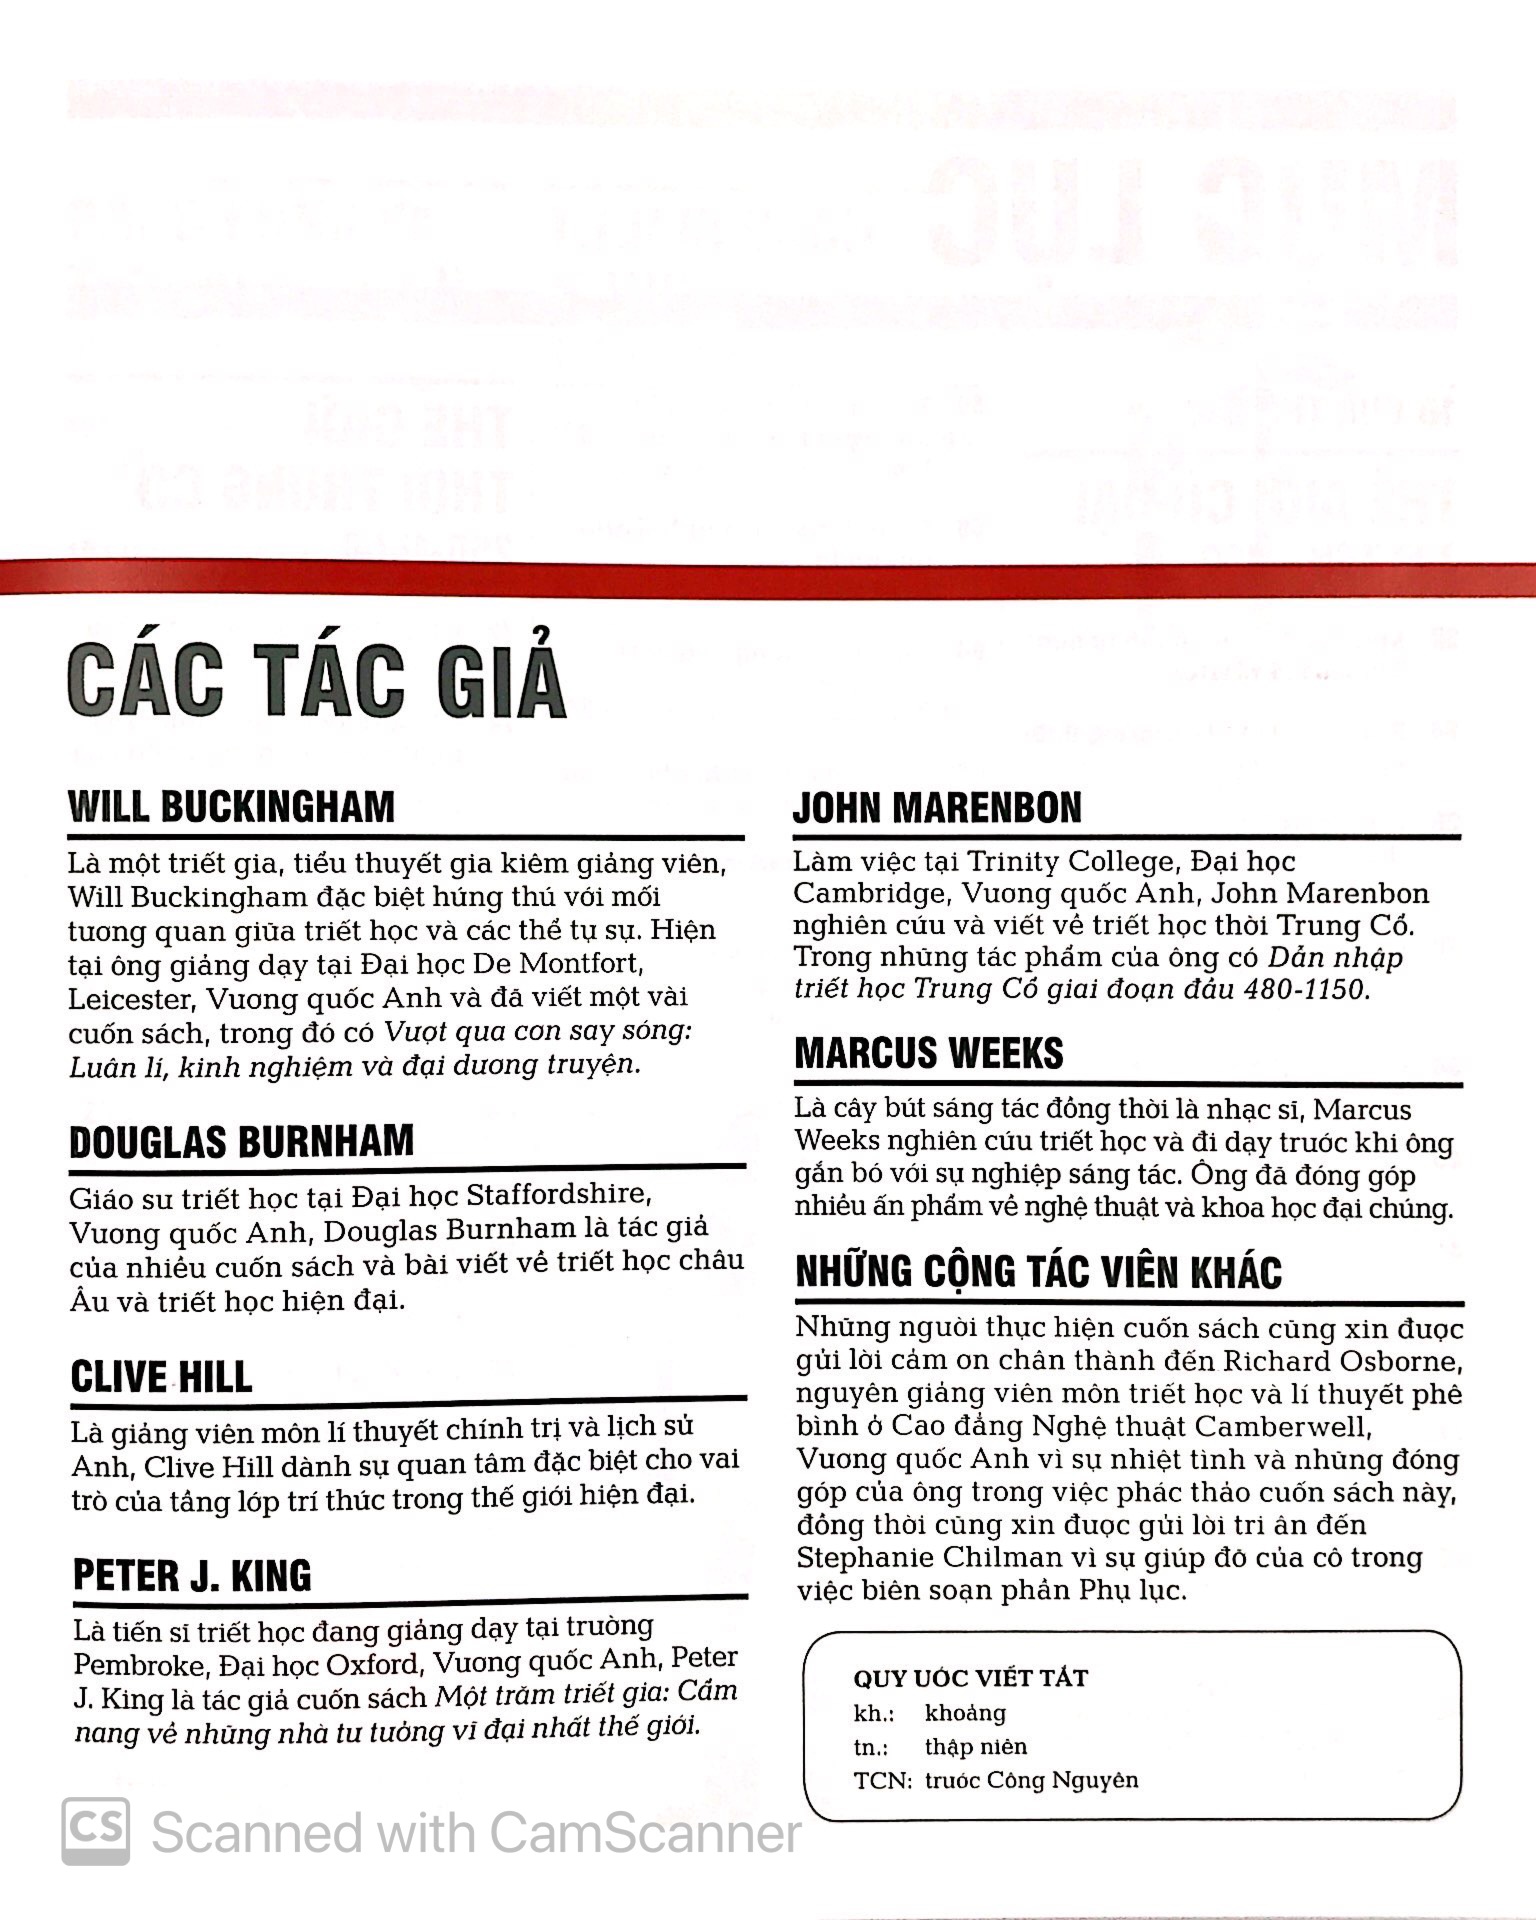 CÁC TÁC GIẢ
WILL BUCKINGHAM
Là một triết gia, tiểu thuyết gia kiêm giảng viên,
Will Buckingham đặc biệt hứng thú với mối
tương quan giữa triết học và các thể tự sự. Hiện
tại ông giảng dạy tại Đại học De Montfort,
Leicester, Vương quốc Anh và đã viết một vài
cuốn sách, trong đó có Vượt qua con say sóng:
Luân lí, kinh nghiệm và đại dương truyện.
DOUGLAS BURNHAM
Giáo sư triết học tại Đại học Staffordshire,
Vương quốc Anh, Douglas Burnham là tác giả
của nhiều cuốn sách và bài viết về triết học châu
Âu và triết học hiện đại.
CLIVE HILL
Là giảng viên môn lí thuyết chính trị và lịch sử
Anh, Clive Hill dành sự quan tâm đặc biệt cho vai
trò của tầng lớp trí thức trong thế giới hiện đại.
PETER J. KING
Là tiến sĩ triết học đang giảng dạy tại trường
Pembroke, Đại học Oxford, Vương quốc Anh, Peter
J. King là tác giả cuốn sách Một trăm triết gia: Cẩm
nang về những nhà tư tưởng vĩ đại nhất thế giới.
JOHN MARENBON
Làm việc tại Trinity College, Đại học
Cambridge, Vương quốc Anh, John Marenbon
nghiên cứu và viết về triết học thời Trung Cổ.
Trong những tác phẩm của ông có Dẫn nhập
triết học Trung Cổ giai đoạn đầu 480-1150.
MARCUS WEEKS
Là cây bút sáng tác đồng thời là nhạc sĩ, Marcus
Weeks nghiên cứu triết học và đi dạy trước khi ông
gắn bó với sự nghiệp sáng tác. Ông đã đóng góp
nhiều ấn phẩm về nghệ thuật và khoa học đại chúng.
NHỮNG CỘNG TÁC VIÊN KHÁC
Những người thực hiện cuốn sách cũng xin được
gửi lời cảm ơn chân thành đến Richard Osborne,
nguyên giảng viên môn triết học và lí thuyết phê
bình ở Cao đẳng Nghệ thuật Camberwell,
Vương quốc Anh vì sự nhiệt tình và những đóng
góp của ông trong việc phác thảo cuốn sách này,
đồng thời cũng xin được gửi lời tri ân đến
Stephanie Chilman vì sự giúp đỡ của cô trong
việc biên soạn phần Phụ lục.
QUY ƯỚC VIẾT TẮT
kh.: khoảng
tn.: thập niên
TCN: trước Công Nguyên
CS Scanned with CamScanner